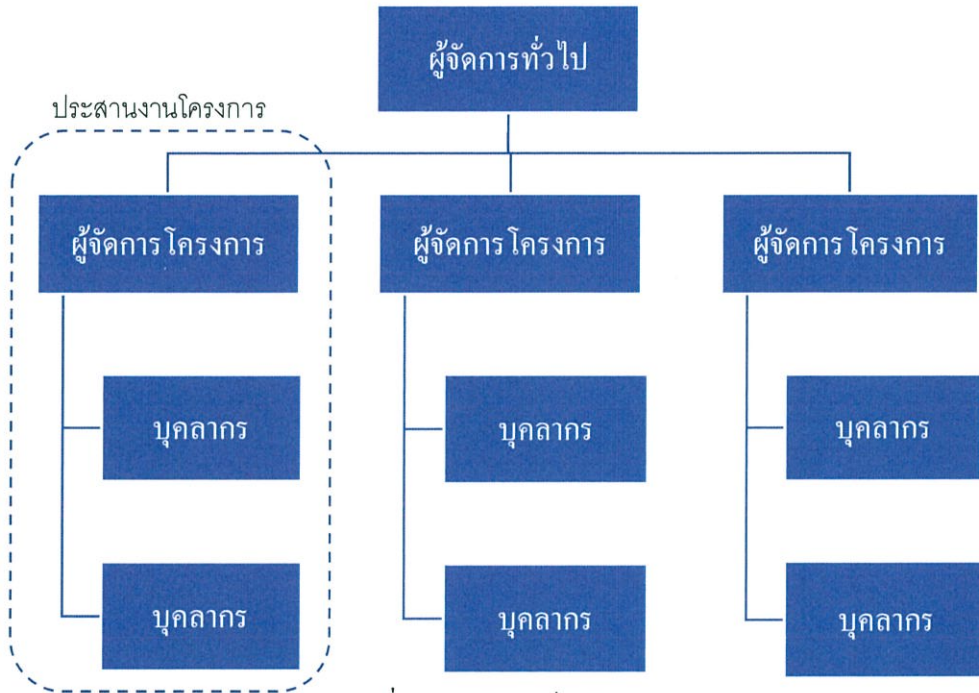 ผู้จัดการทั่วไป
ประสานงานโครงการ
ผู้จัดการโครงการ
ผู้จัดการโครงการ
ผู้จัดการโครงการ
บุคลากร
บุคลากร
บุคลากร
บุคลากร
บุคลากร
บุคลากร